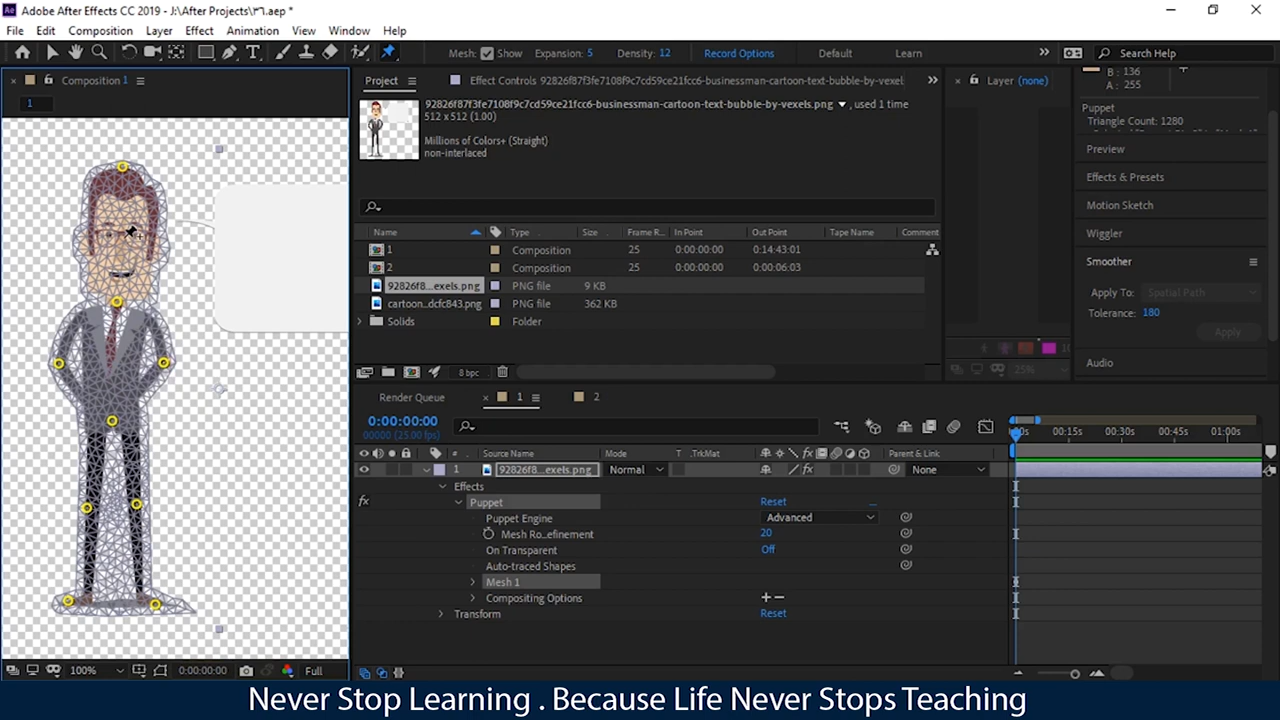 Adobe After Effects CC 2019 - J:\After Projects\٣٦.aep *
File Edit Composition Layer Effect Animation View Window Help
Mesh: Show Expansion: 5 Density: 12 Record Options Default Learn Search Help
Composition 1
1
Project
Effect Controls 92826f87f3fe7108f9c7cd59ce21fcc6-businessman-cartoon-text-bubble-by-vexel
Layer (none)
92826f87f3fe7108f9c7cd59ce21fcc6-businessman-cartoon-text-bubble-by-vexels.png , used 1 time
512 x 512 (1.00)
Millions of Colors+ (Straight)
non-interlaced
B : 136
A : 255
Puppet
Triangle Count: 1280
Preview
Effects & Presets
Motion Sketch
Wiggler
Smoother
Apply To: Spatial Path
Tolerance: 180
Apply
Audio
Name Type Size Frame R... In Point Out Point Tape Name Comment
1 Composition 25 0:00:00:00 0:14:43:01
2 Composition 25 0:00:00:00 0:00:06:03
92826f8...exels.png PNG file 9 KB
cartoon...dcfc843.png PNG file 362 KB
Solids Folder
8 bpc
25%
Render Queue 1 2
0:00:00:00
00000 (25.00 fps)
:00s 00:15s 00:30s 00:45s 01:00s
# Source Name Mode T .TrkMat Parent & Link
1 92826f8...exels.png Normal None
Effects
fx Puppet Reset ...
Puppet Engine Advanced
Mesh Ro...efinement 20
On Transparent Off
Auto-traced Shapes
Mesh 1
Compositing Options + −
Transform Reset
100% 0:00:00:00 Full
Never Stop Learning . Because Life Never Stops Teaching